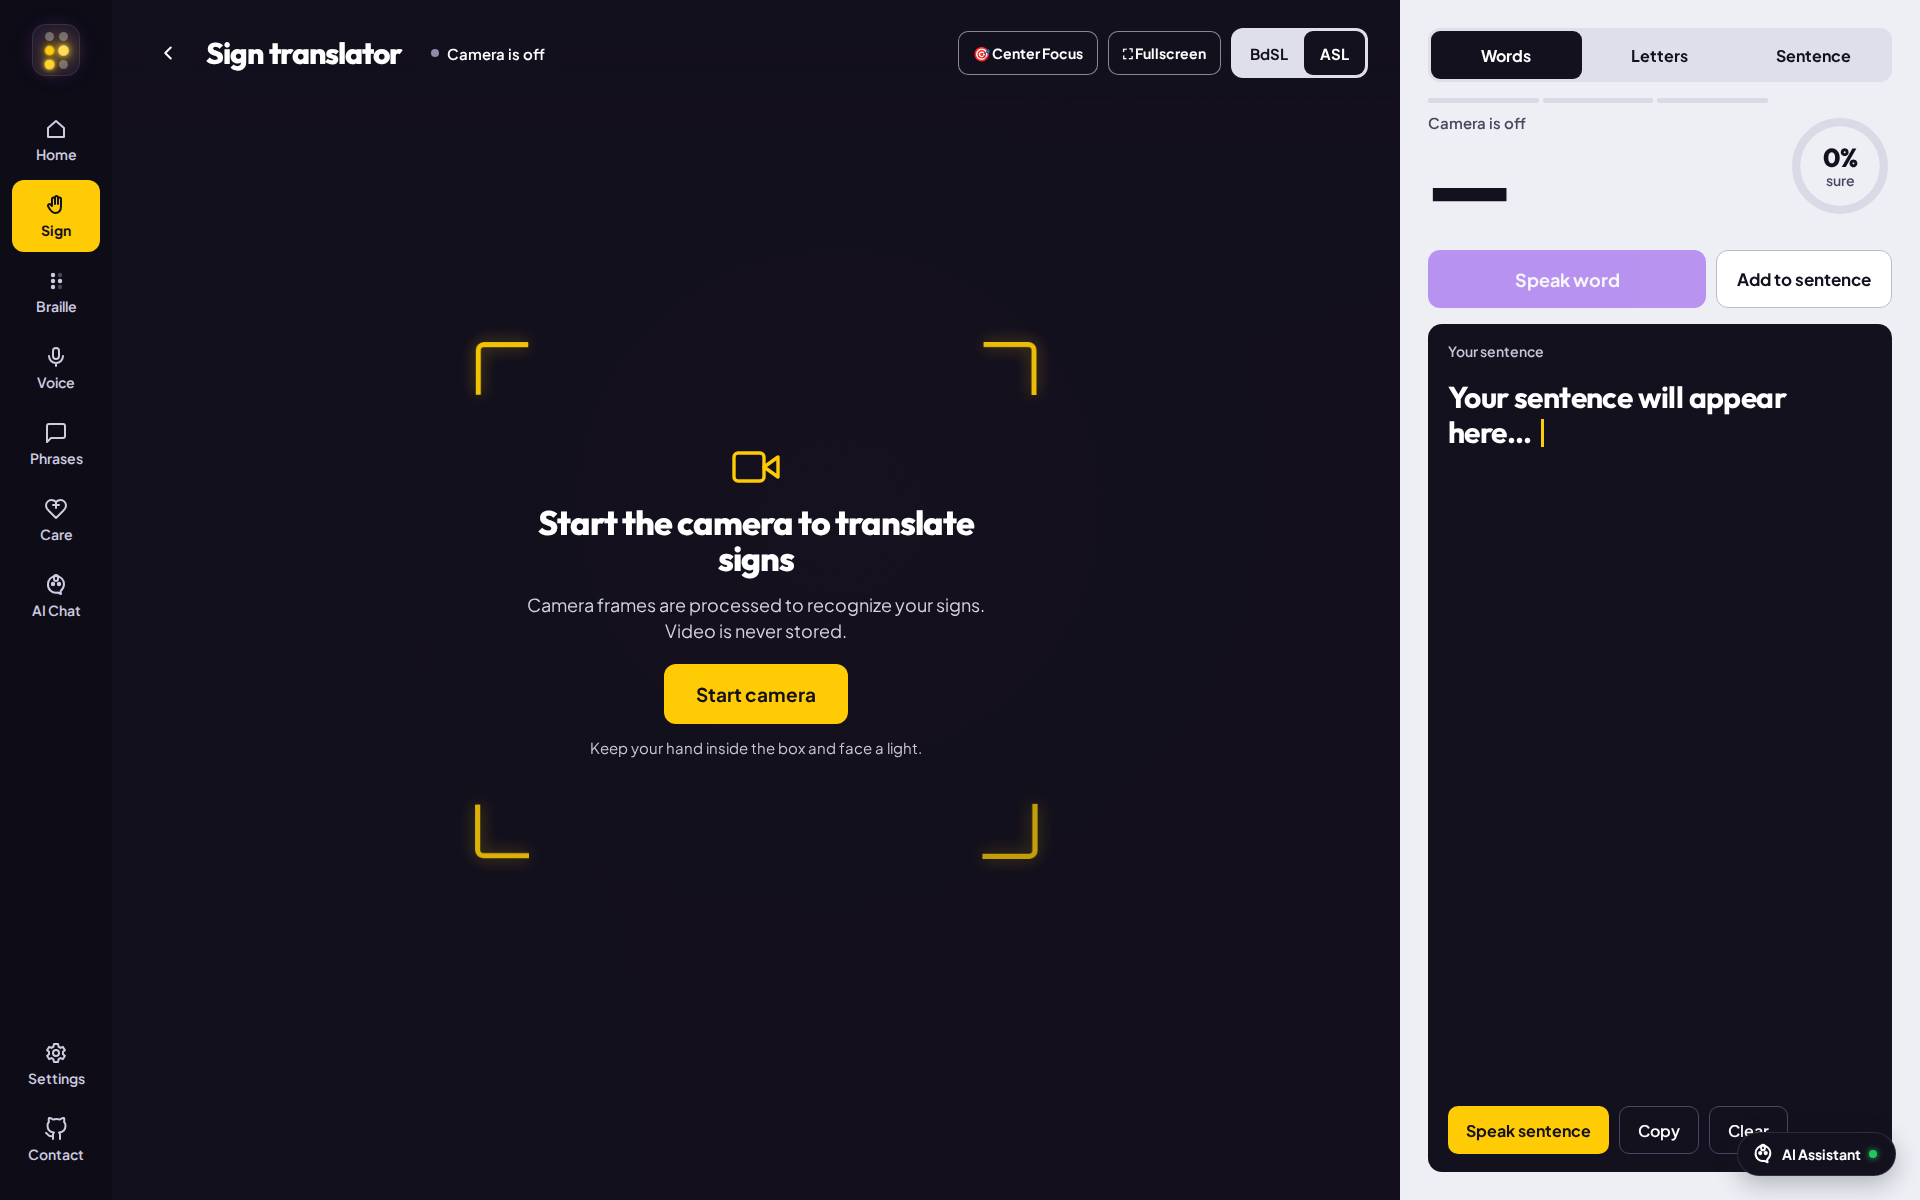 Home
Sign
Braille
Voice
Phrases
Care
AI Chat
Settings
Contact
Sign translator
Camera is off
Center Focus
Fullscreen
BdSL
ASL
Start the camera to translate
signs
Camera frames are processed to recognize your signs.
Video is never stored.
Start camera
Keep your hand inside the box and face a light.
Words
Letters
Sentence
Camera is off
0%
sure
—
Speak word
Add to sentence
Your sentence
Your sentence will appear
here...
Speak sentence
Copy
Clear
AI Assistant